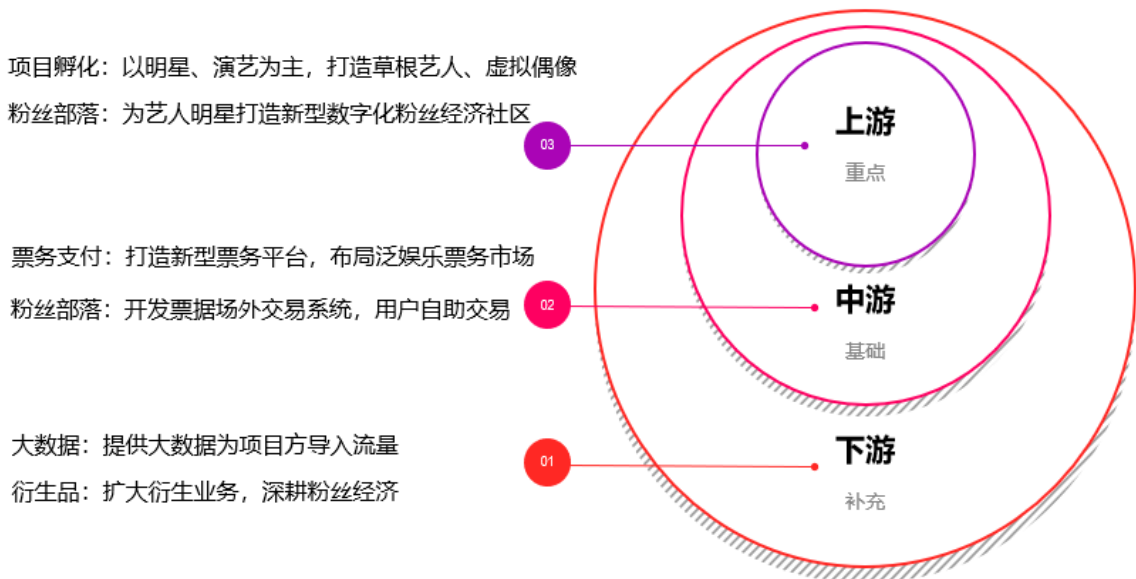 项目孵化：以明星、演艺为主，打造草根艺人、虚拟偶像
粉丝部落：为艺人明星打造新型数字化粉丝经济社区
03
上游
重点
票务支付：打造新型票务平台，布局泛娱乐票务市场
粉丝部落：开发票据场外交易系统，用户自助交易
02
中游
基础
大数据：提供大数据为项目方导入流量
衍生品：扩大衍生业务，深耕粉丝经济
01
下游
补充